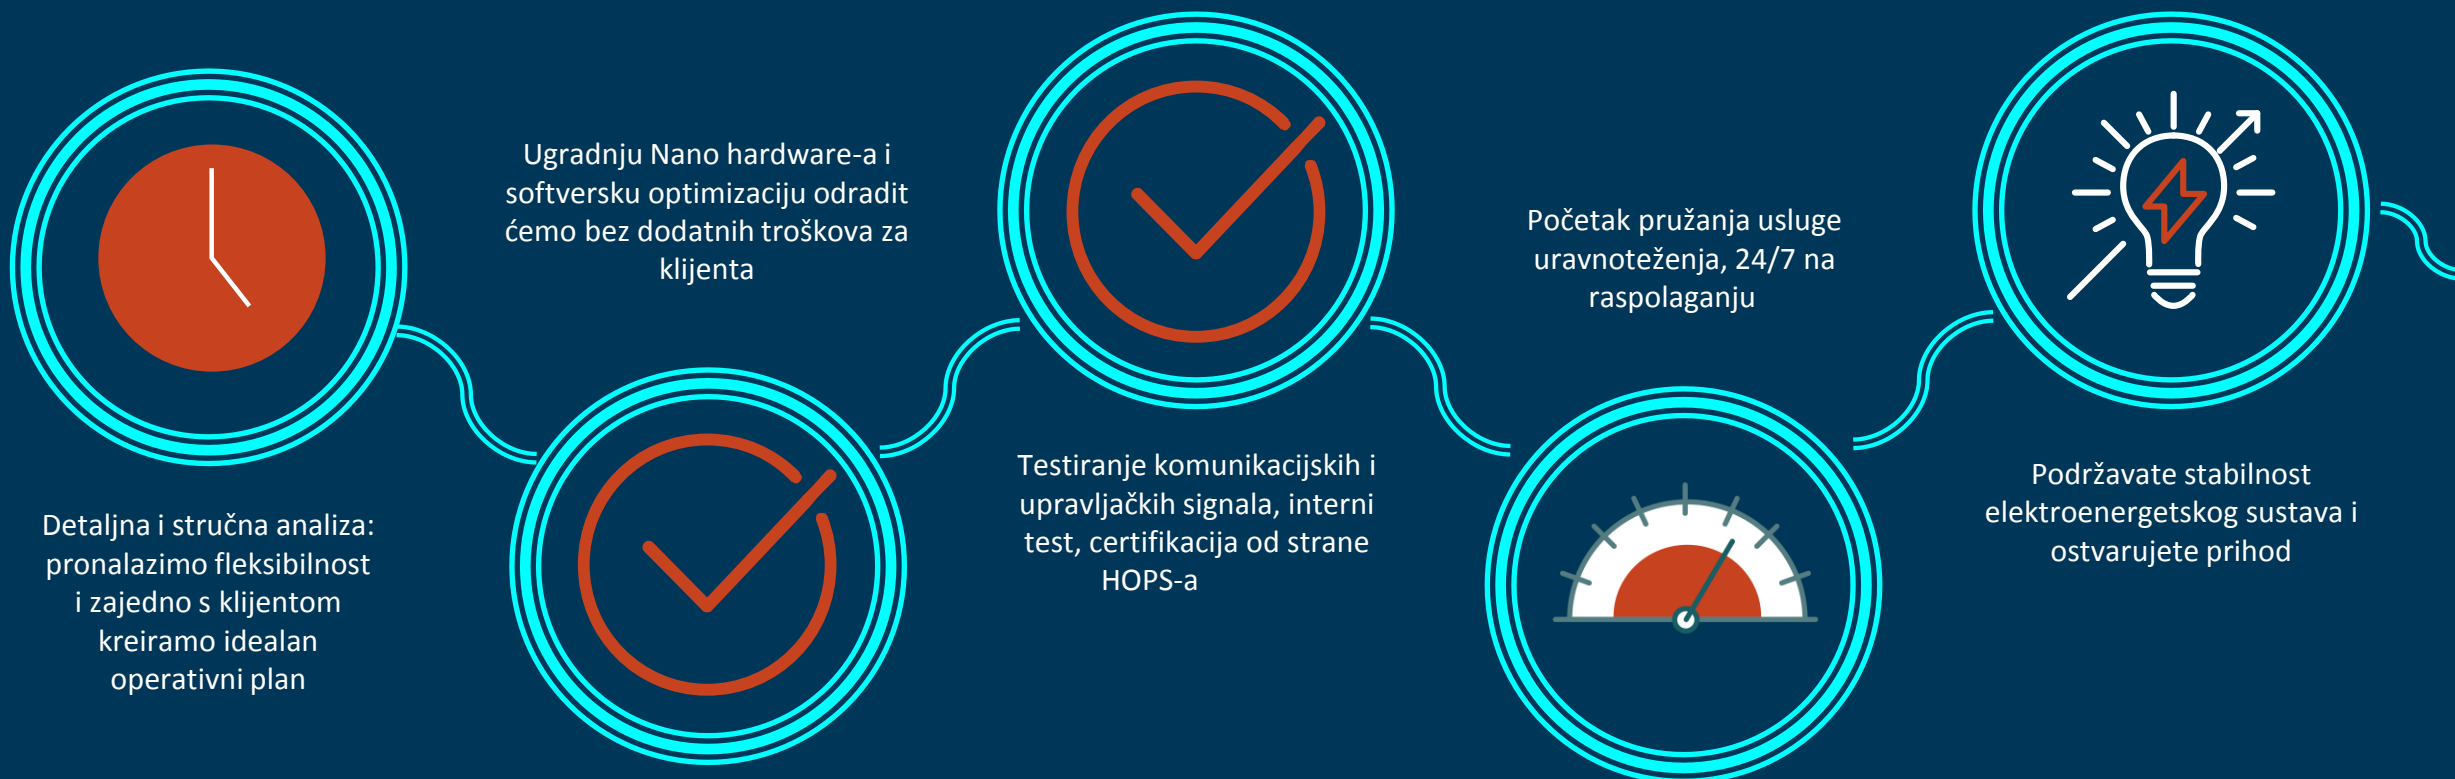 Detaljna i stručna analiza:
pronalazimo fleksibilnost
i zajedno s klijentom
kreiramo idealan
operativni plan
Ugradnju Nano hardware-a i
softversku optimizaciju odradit
ćemo bez dodatnih troškova za
klijenta
Testiranje komunikacijskih i
upravljačkih signala, interni
test, certifikacija od strane
HOPS-a
Početak pružanja usluge
uravnoteženja, 24/7 na
raspolaganju
Podržavate stabilnost
elektroenergetskog sustava i
ostvarujete prihod